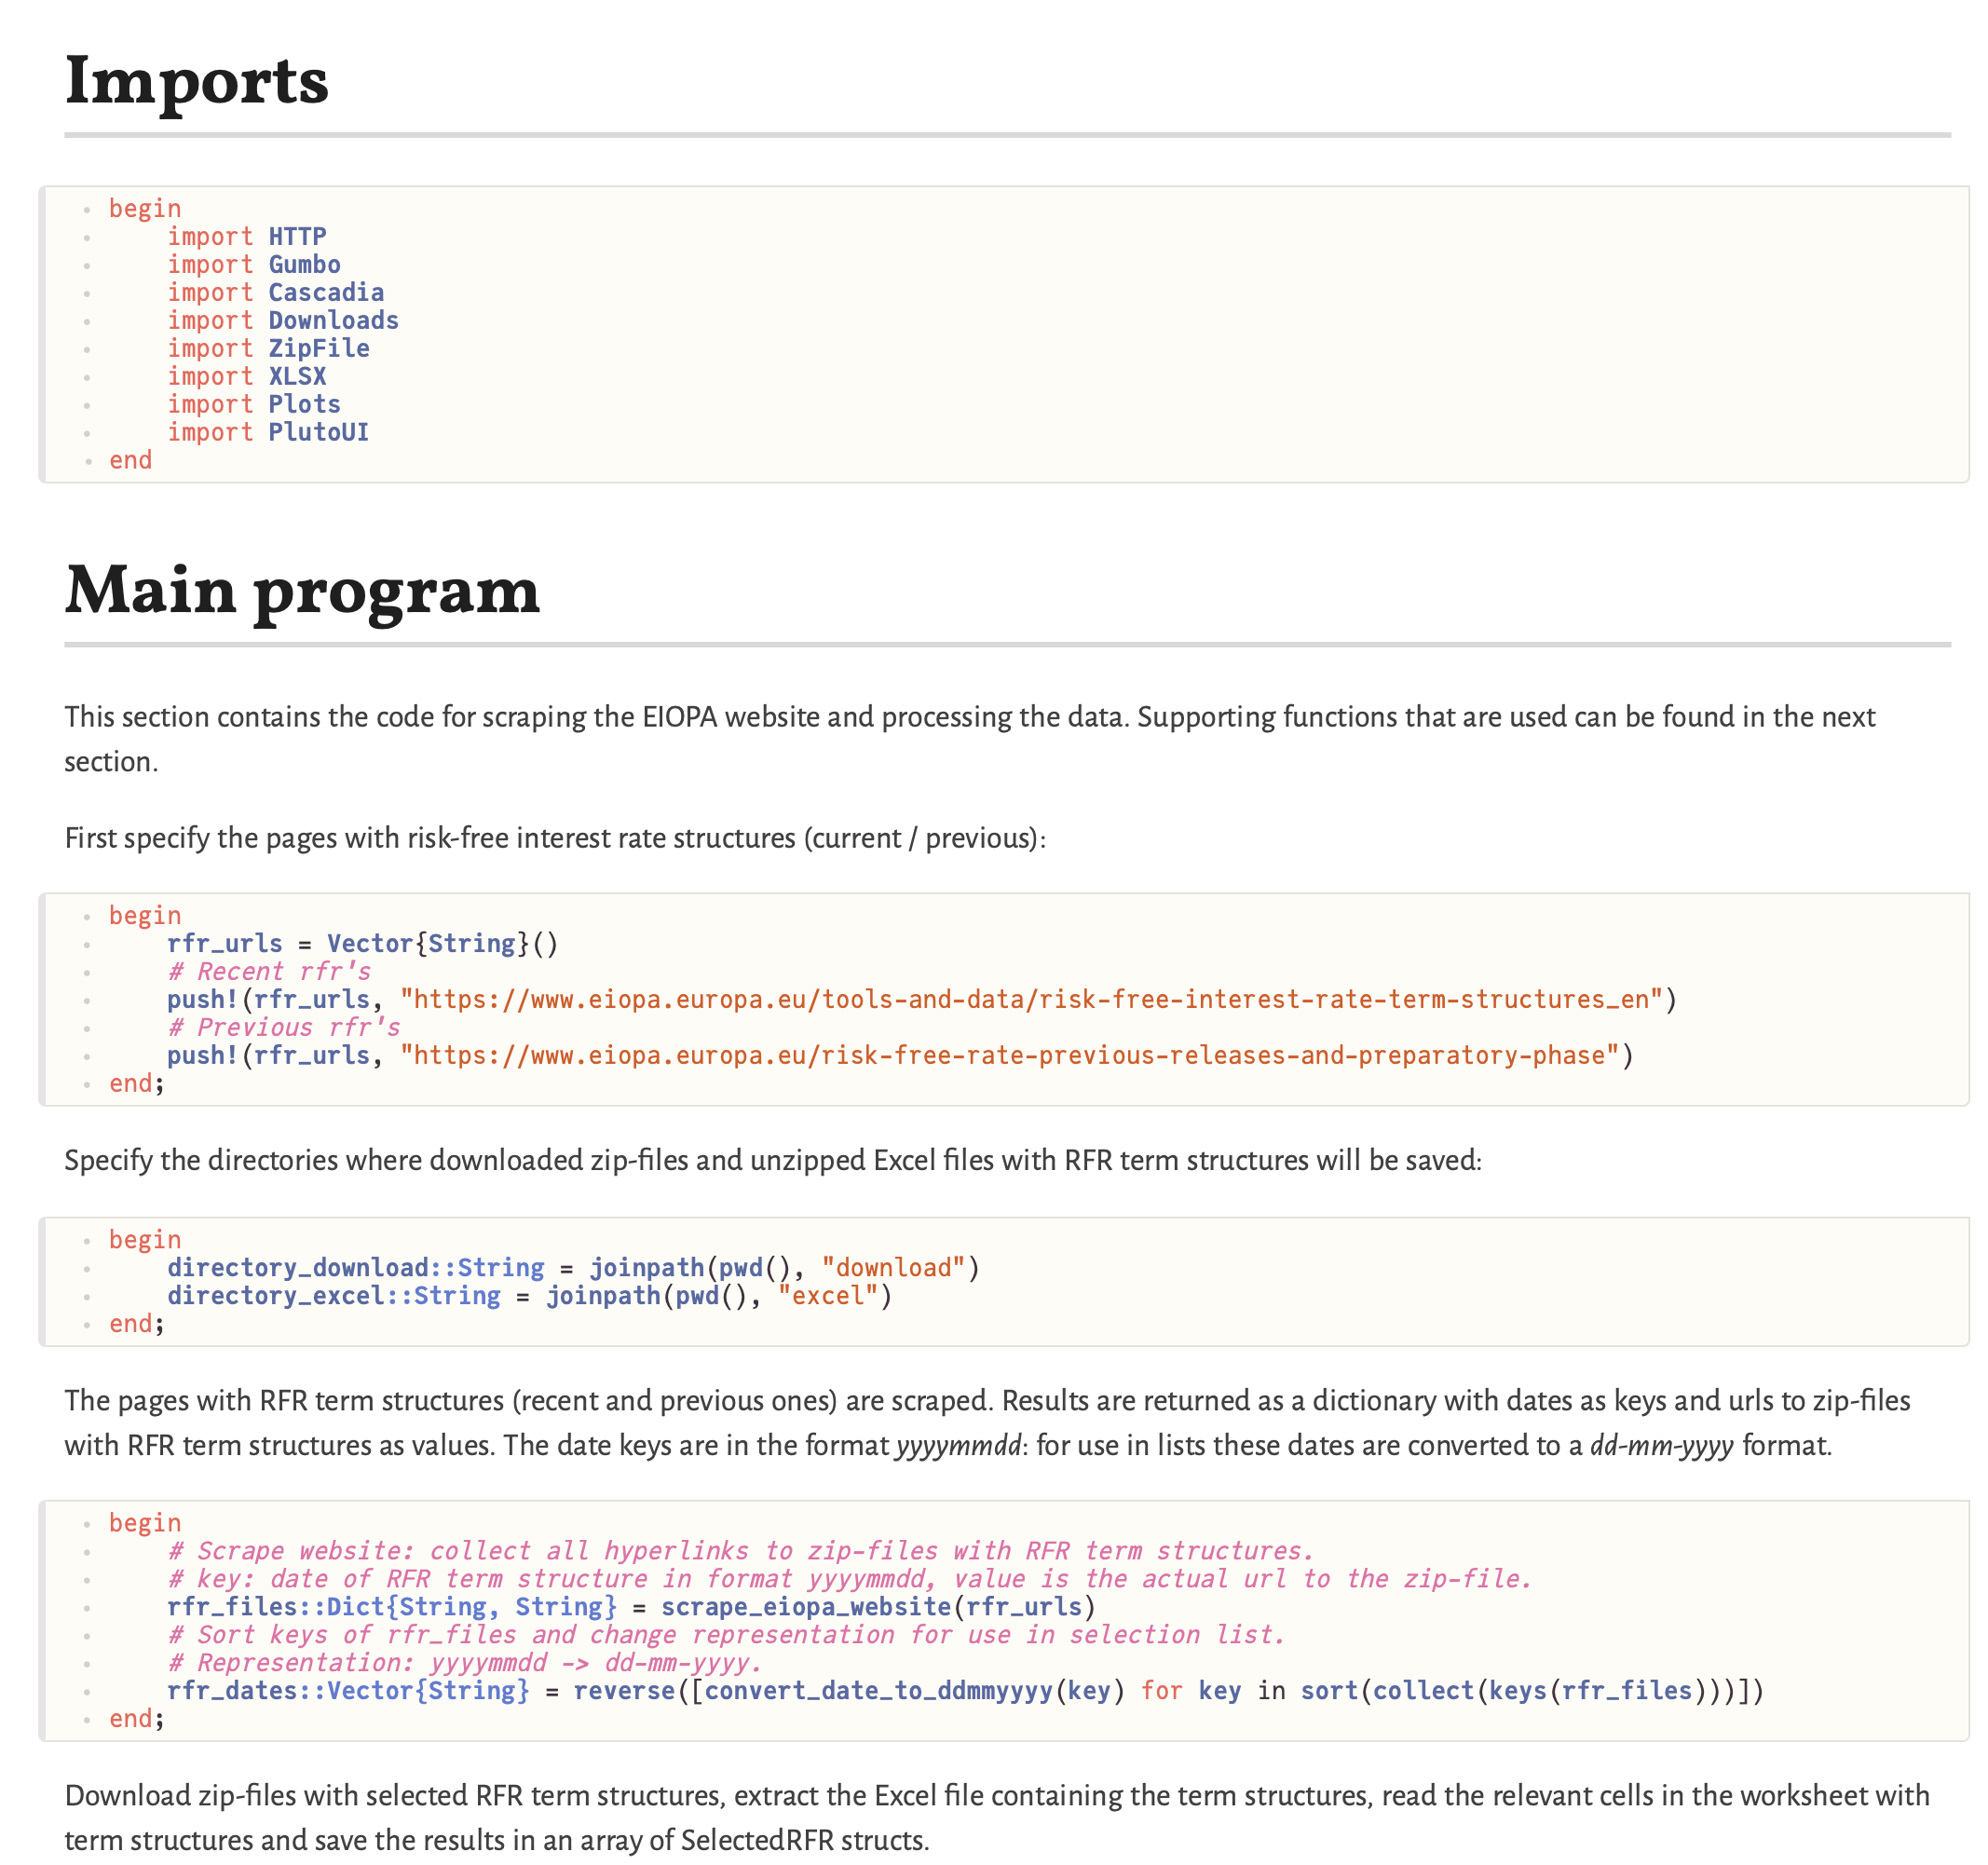 Imports
begin
    import HTTP
    import Gumbo
    import Cascadia
    import Downloads
    import ZipFile
    import XLSX
    import Plots
    import PlutoUI
end
Main program
This section contains the code for scraping the EIOPA website and processing the data. Supporting functions that are used can be found in the next
section.
First specify the pages with risk-free interest rate structures (current / previous):
begin
    rfr_urls = Vector{String}()
    # Recent rfr's
    push!(rfr_urls, "https://www.eiopa.europa.eu/tools-and-data/risk-free-interest-rate-term-structures_en")
    # Previous rfr's
    push!(rfr_urls, "https://www.eiopa.europa.eu/risk-free-rate-previous-releases-and-preparatory-phase")
end;
Specify the directories where downloaded zip-files and unzipped Excel files with RFR term structures will be saved:
begin
    directory_download::String = joinpath(pwd(), "download")
    directory_excel::String = joinpath(pwd(), "excel")
end;
The pages with RFR term structures (recent and previous ones) are scraped. Results are returned as a dictionary with dates as keys and urls to zip-files
with RFR term structures as values. The date keys are in the format yyyymmdd: for use in lists these dates are converted to a dd-mm-yyyy format.
begin
    # Scrape website: collect all hyperlinks to zip-files with RFR term structures.
    # key: date of RFR term structure in format yyyymmdd, value is the actual url to the zip-file.
    rfr_files::Dict{String, String} = scrape_eiopa_website(rfr_urls)
    # Sort keys of rfr_files and change representation for use in selection list.
    # Representation: yyyymmdd -> dd-mm-yyyy.
    rfr_dates::Vector{String} = reverse([convert_date_to_ddmmyyyy(key) for key in sort(collect(keys(rfr_files)))])
end;
Download zip-files with selected RFR term structures, extract the Excel file containing the term structures, read the relevant cells in the worksheet with
term structures and save the results in an array of SelectedRFR structs.